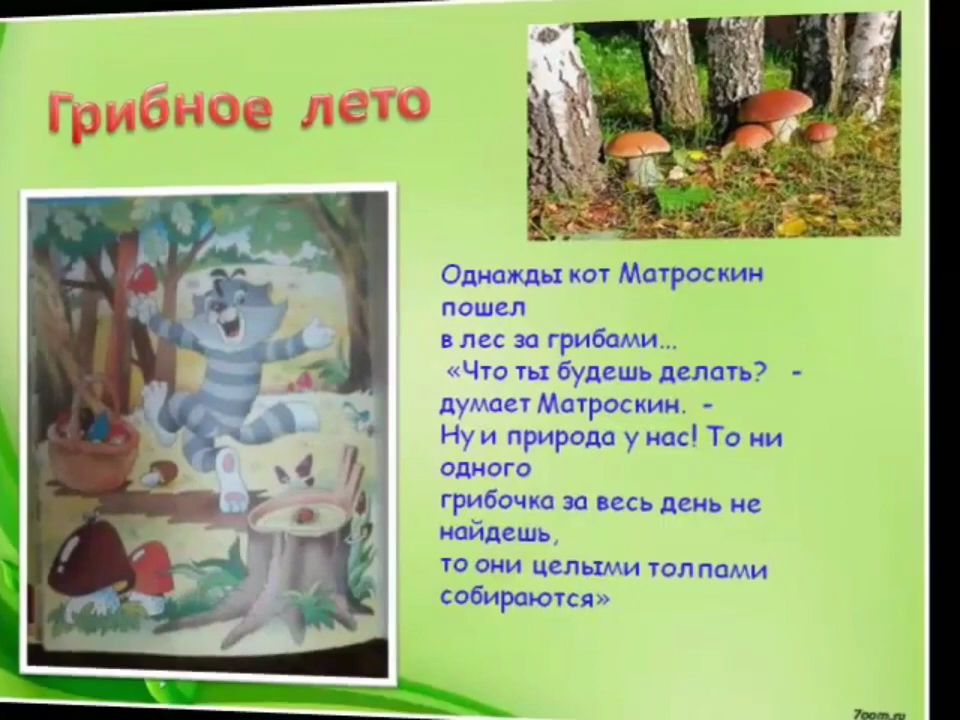 Грибное лето
Однажды кот Матроскин
пошел
в лес за грибами...
«Что ты будешь делать? -
думает Матроскин. -
Ну и природа у нас! То ни
одного
грибочка за весь день не
найдешь,
то они целыми толпами
собираются»
7oom.ru